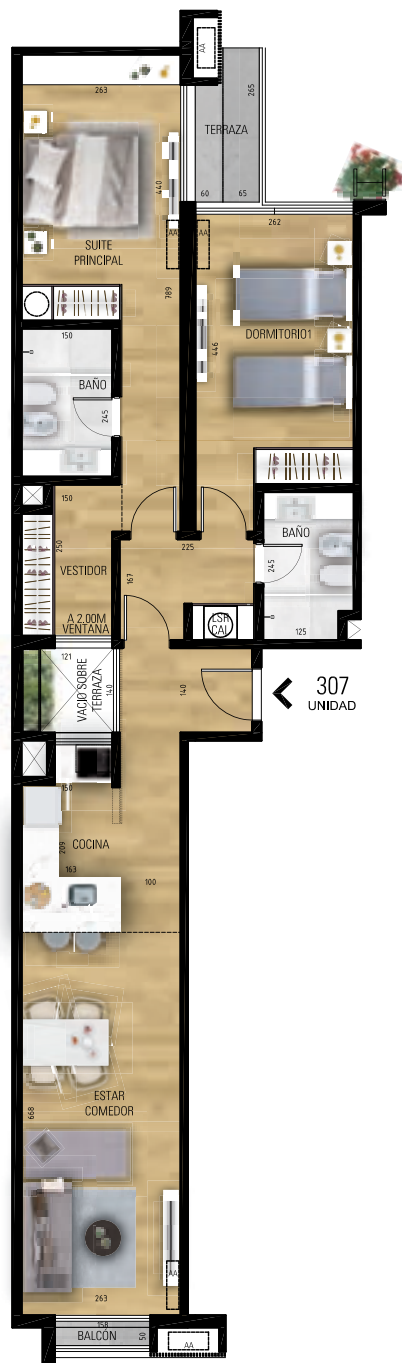 AA
263
TERRAZA
265
60
65
440
262
SUITE
PRINCIPAL
AA
AA
789
DORMITORIO1
446
150
BAÑO
245
150
250
VESTIDOR
225
BAÑO
245
167
A 2.00M
VENTANA
LSR
CAL
125
121
VACIO SOBRE
TERRAZA
140
140
307
UNIDAD
150
COCINA
209
163
100
ESTAR
COMEDOR
668
AA
263
158
BALCÓN
50
AA